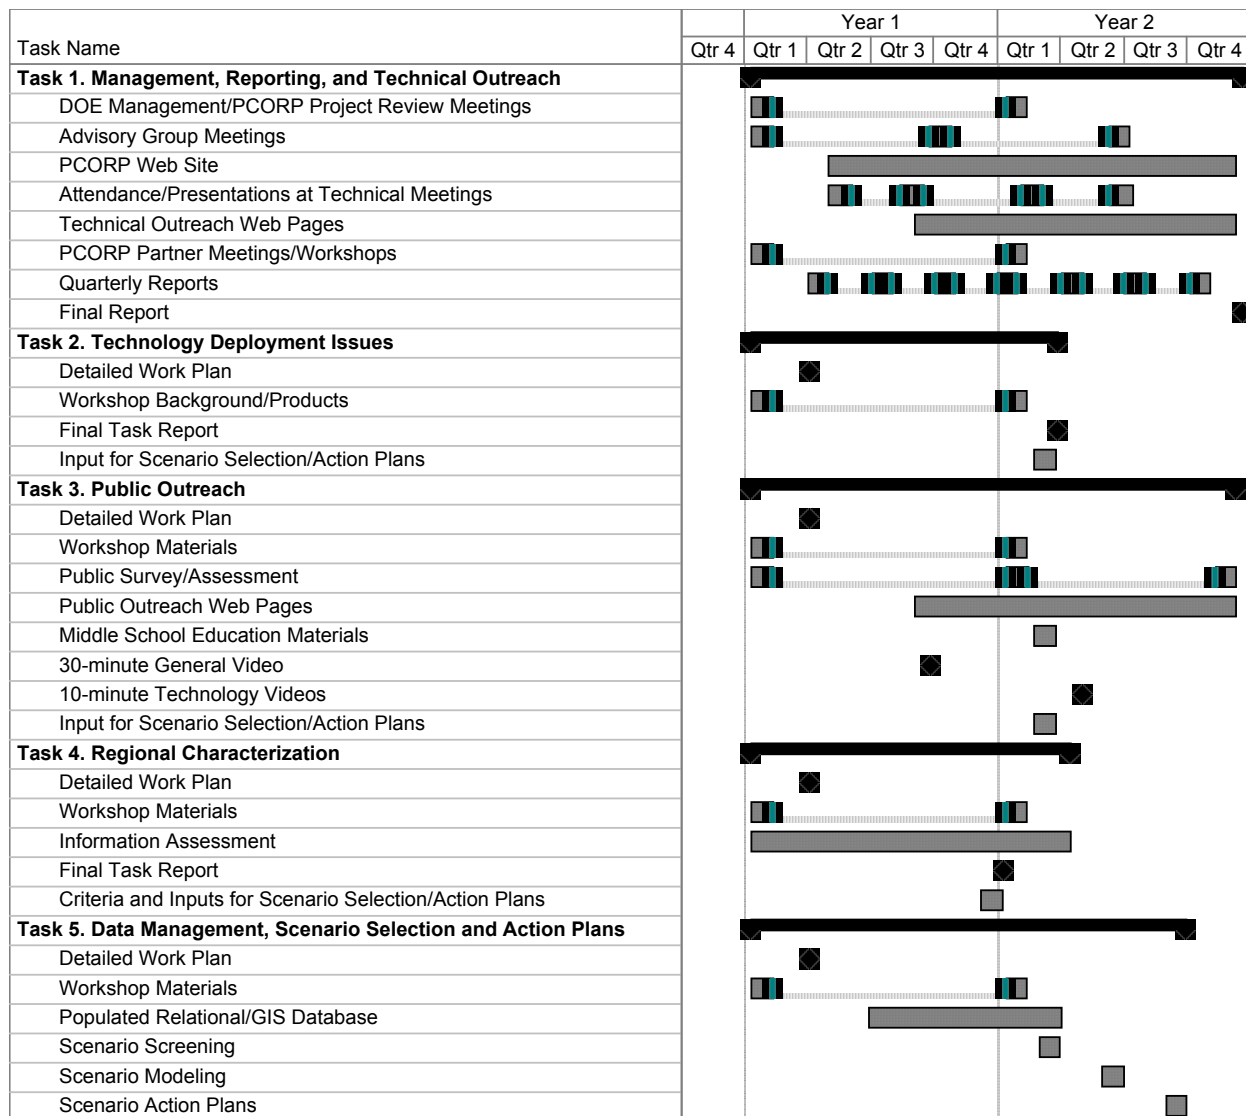 Year 1 Year 2
Task Name Qtr 4 Qtr 1 Qtr 2 Qtr 3 Qtr 4 Qtr 1 Qtr 2 Qtr 3 Qtr 4
Task 1. Management, Reporting, and Technical Outreach
DOE Management/PCORP Project Review Meetings
Advisory Group Meetings
PCORP Web Site
Attendance/Presentations at Technical Meetings
Technical Outreach Web Pages
PCORP Partner Meetings/Workshops
Quarterly Reports
Final Report
Task 2. Technology Deployment Issues
Detailed Work Plan
Workshop Background/Products
Final Task Report
Input for Scenario Selection/Action Plans
Task 3. Public Outreach
Detailed Work Plan
Workshop Materials
Public Survey/Assessment
Public Outreach Web Pages
Middle School Education Materials
30-minute General Video
10-minute Technology Videos
Input for Scenario Selection/Action Plans
Task 4. Regional Characterization
Detailed Work Plan
Workshop Materials
Information Assessment
Final Task Report
Criteria and Inputs for Scenario Selection/Action Plans
Task 5. Data Management, Scenario Selection and Action Plans
Detailed Work Plan
Workshop Materials
Populated Relational/GIS Database
Scenario Screening
Scenario Modeling
Scenario Action Plans